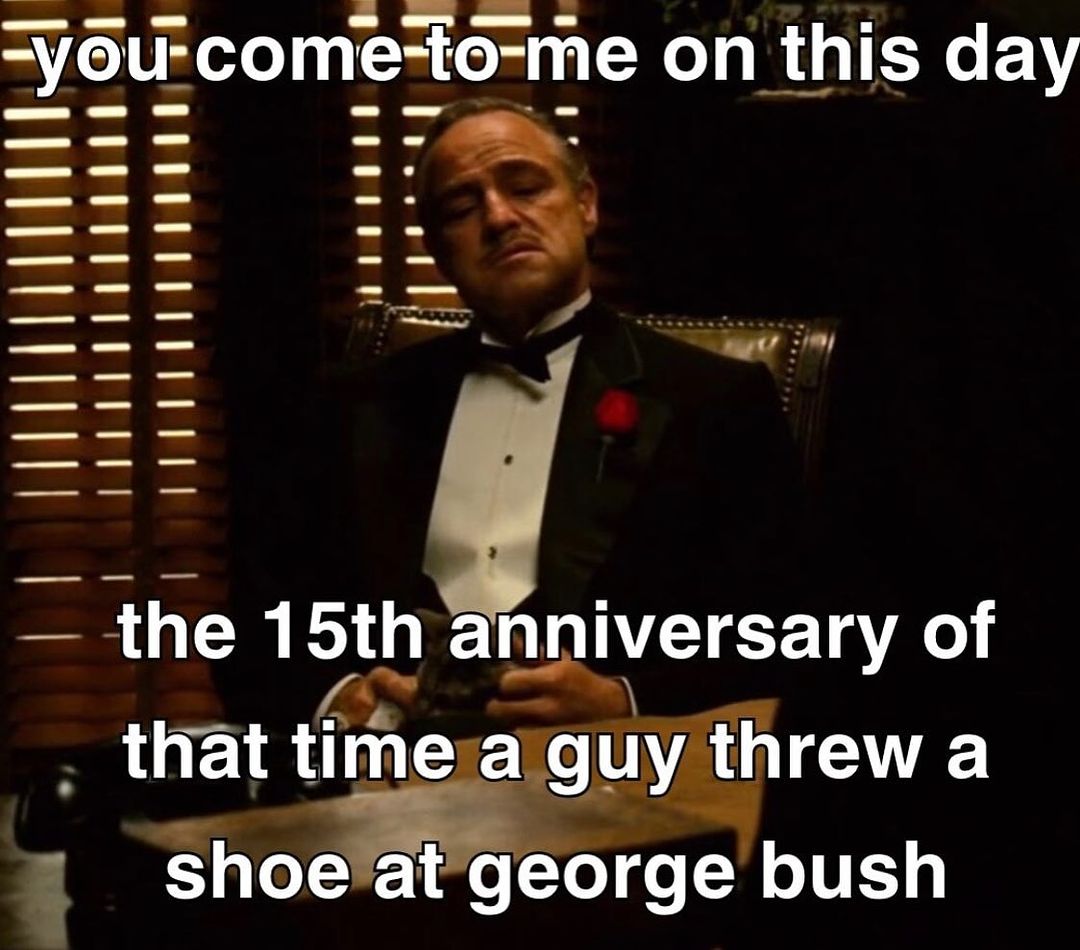 you come to me on this day
the 15th anniversary of
that time a guy threw a
shoe at george bush